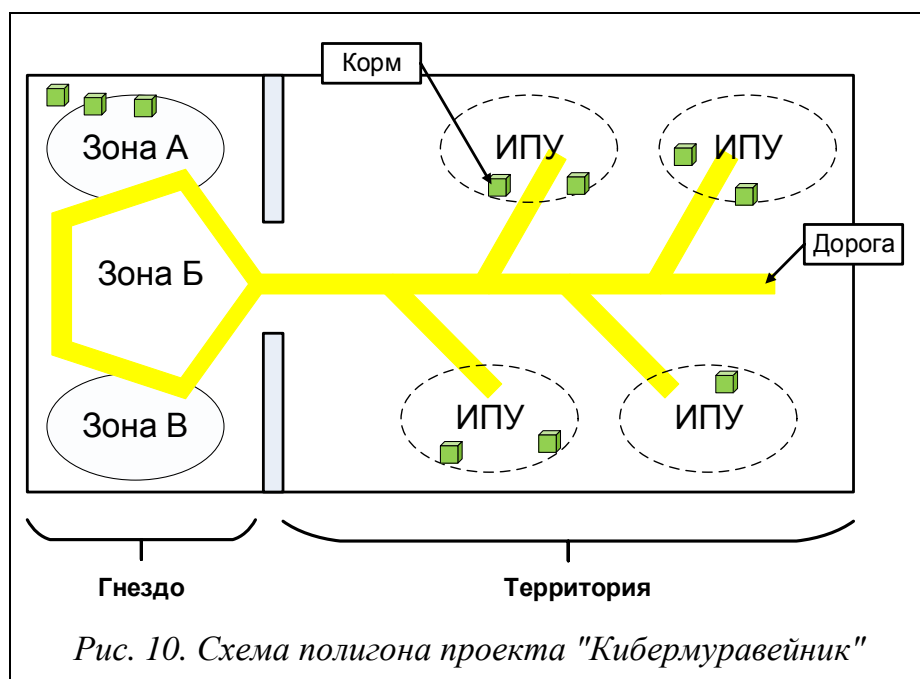 Корм
Зона А
ИПУ
ИПУ
Дорога
Зона Б
Зона В
ИПУ
ИПУ
Гнездо
Территория
Рис. 10. Схема полигона проекта "Кибермуравейник"